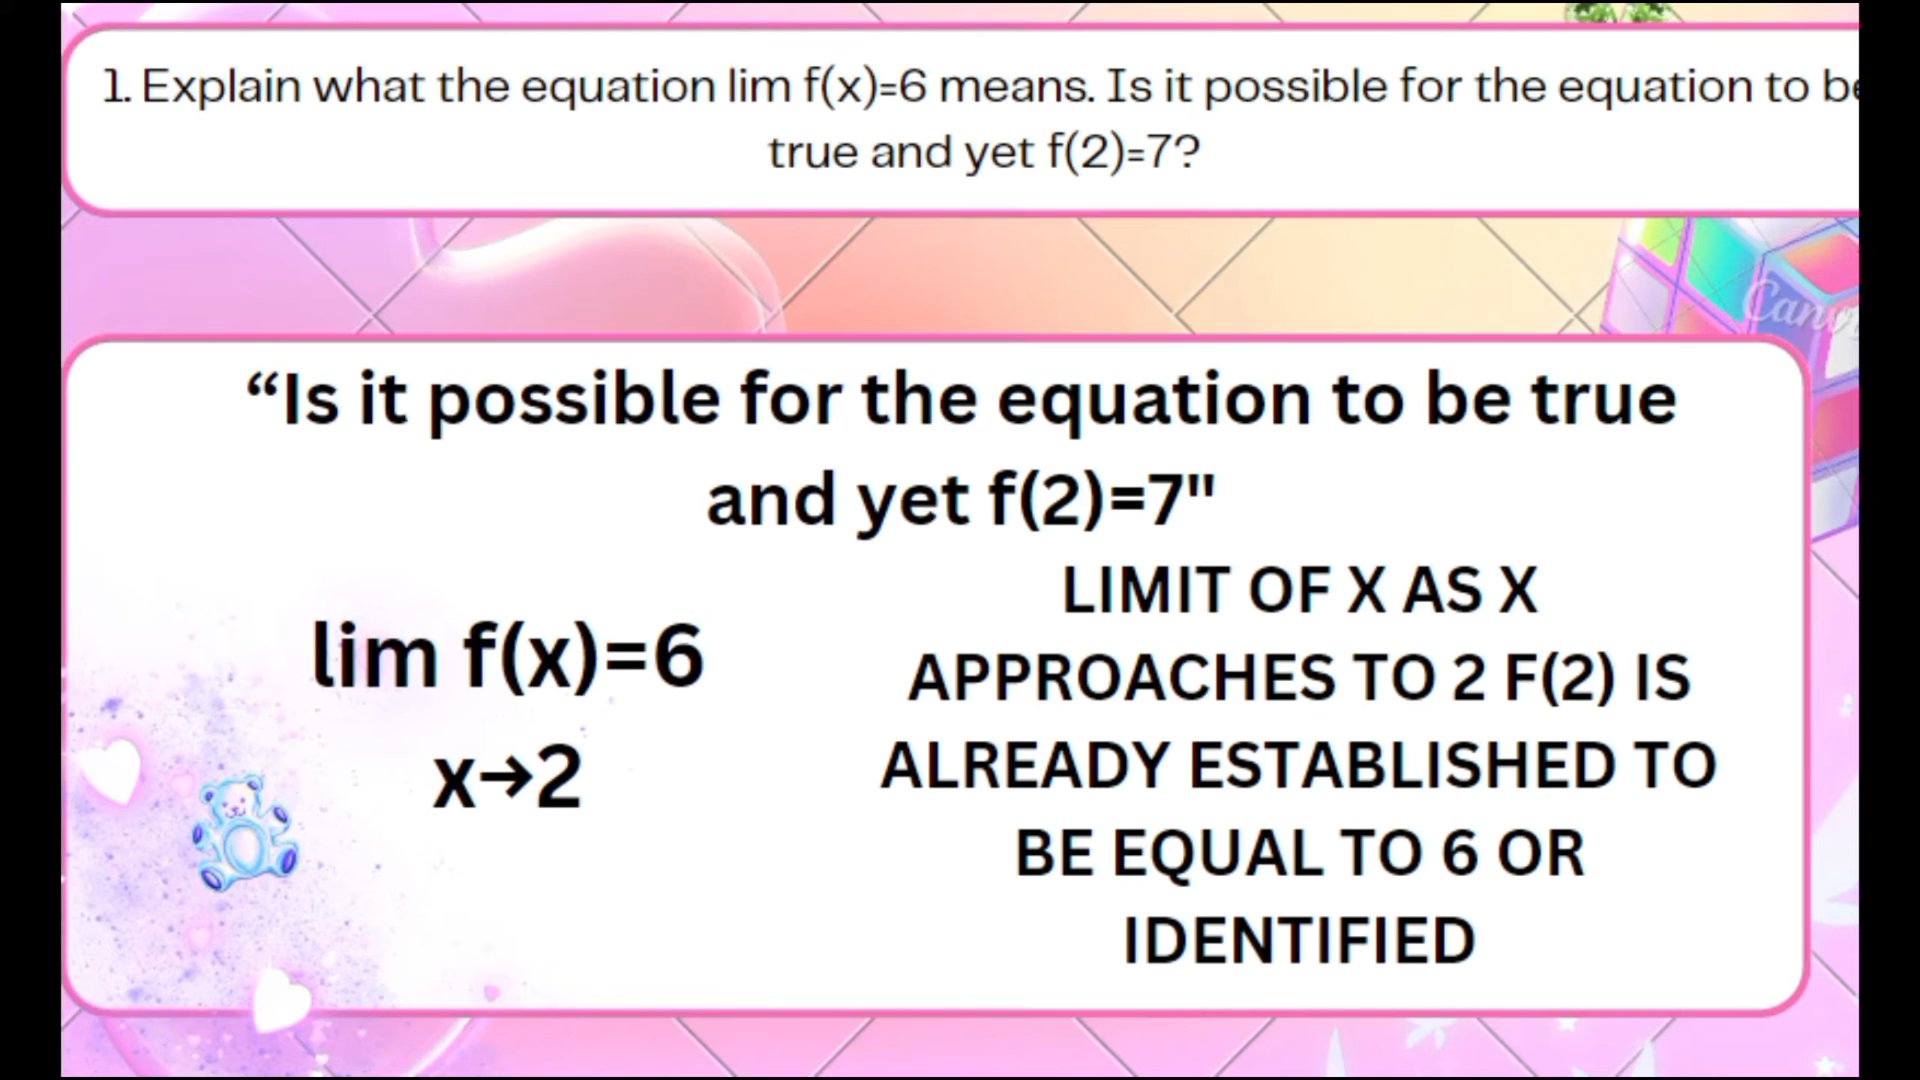 1. Explain what the equation lim f(x)=6 means. Is it possible for the equation to be
true and yet f(2)=7?
“Is it possible for the equation to be true
and yet f(2)=7"
lim f(x)=6
x→2
LIMIT OF X AS X
APPROACHES TO 2 F(2) IS
ALREADY ESTABLISHED TO
BE EQUAL TO 6 OR
IDENTIFIED